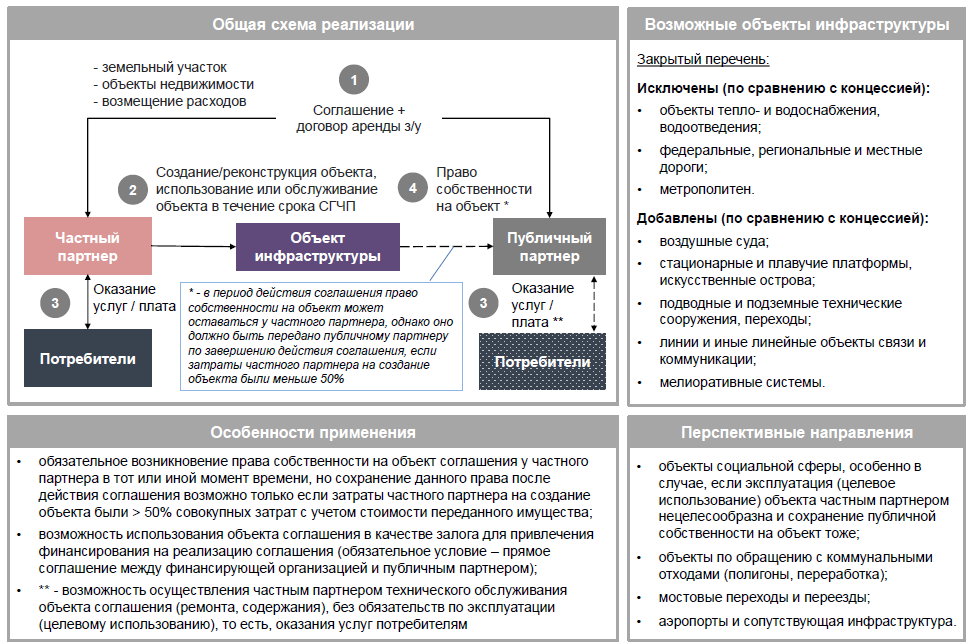 Общая схема реализации
- земельный участок
- объекты недвижимости
- возмещение расходов
1
Соглашение +
договор аренды з/у
2
Создание/реконструкция объекта,
использование или обслуживание
объекта в течение срока СГЧП
4
Право
собственности
на объект *
Частный
партнер
Объект
инфраструктуры
Публичный
партнер
3
Оказание
услуг / плата
* - в период действия соглашения право
собственности на объект может
оставаться у частного партнера, однако оно
должно быть передано публичному партнеру
по завершению действия соглашения, если
затраты частного партнера на создание
объекта были меньше 50%
3
Оказание
услуг /
плата **
Потребители
Потребители
Возможные объекты инфраструктуры
Закрытый перечень:
Исключены (по сравнению с концессией):
• объекты тепло- и водоснабжения,
водоотведения;
• федеральные, региональные и местные
дороги;
• метрополитен.
Добавлены (по сравнению с концессией):
• воздушные суда;
• стационарные и плавучие платформы,
искусственные острова;
• подводные и подземные технические
сооружения, переходы;
• линии и иные линейные объекты связи и
коммуникации;
• мелиоративные системы.
Особенности применения
• обязательное возникновение права собственности на объект соглашения у частного
партнера в тот или иной момент времени, но сохранение данного права после
действия соглашения возможно только если затраты частного партнера на создание
объекта были > 50% совокупных затрат с учетом стоимости переданного имущества;
• возможность использования объекта соглашения в качестве залога для привлечения
финансирования на реализацию соглашения (обязательное условие – прямое
соглашение между финансирующей организацией и публичным партнером);
• ** - возможность осуществления частным партнером технического обслуживания
объекта соглашения (ремонта, содержания), без обязательств по эксплуатации
(целевому использованию), то есть, оказания услуг потребителям
Перспективные направления
• объекты социальной сферы, особенно в
случае, если эксплуатация (целевое
использование) объекта частным партнером
нецелесообразна и сохранение публичной
собственности на объект тоже;
• объекты по обращению с коммунальными
отходами (полигоны, переработка);
• мостовые переходы и переезды;
• аэропорты и сопутствующая инфраструктура.